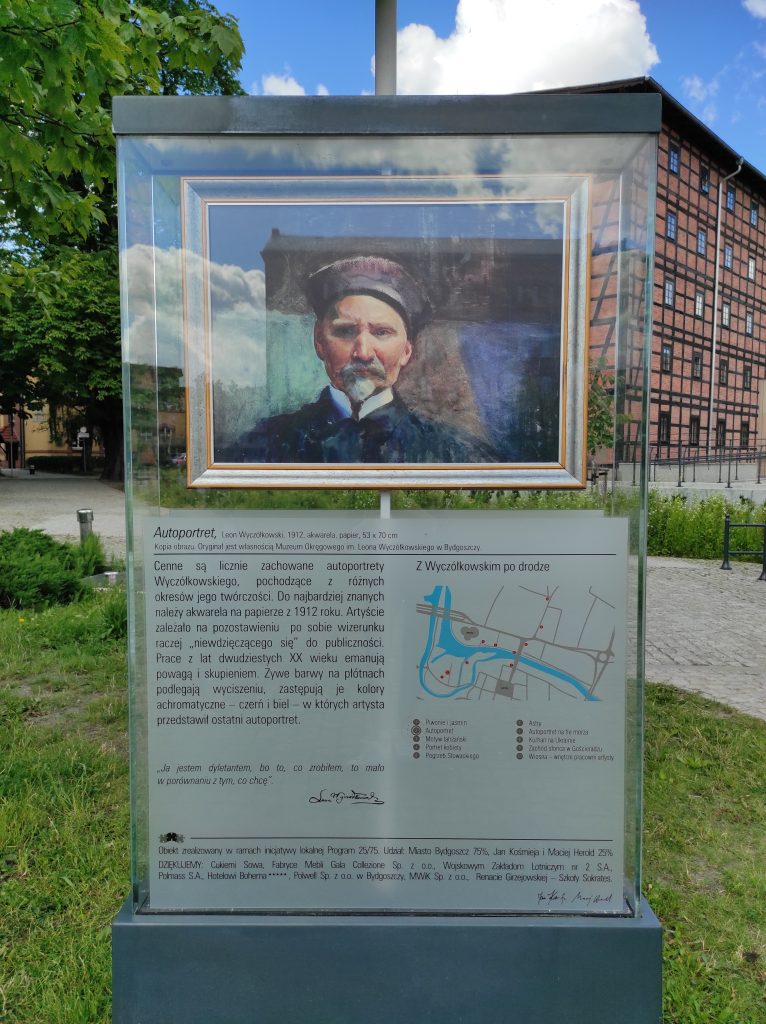 Autoportret, Leon Wyczółkowski, 1912, akwarela, papier, 53 x 70 cm
Kopia obrazu. Oryginał jest własnością Muzeum Okręgowego im. Leona Wyczółkowskiego w Bydgoszczy.
Cenne są licznie zachowane autoportrety
Wyczółkowskiego, pochodzące z różnych
okresów jego twórczości. Do najbardziej znanych
należy akwarela na papierze z 1912 roku. Artyście
zależało na pozostawieniu po sobie wizerunku
raczej „niewdzięczącego się” do publiczności.
Prace z lat dwudziestych XX wieku emanują
powagą i skupieniem. Żywe barwy na płótnach
podlegają wyciszeniu, zastępują je kolory
achromatyczne – czerń i biel – w których artysta
przedstawił ostatni autoportret.
„Ja jestem dyletantem, bo to, co zrobiłem, to mało
w porównaniu z tym, co chcę”.
Z Wyczółkowskim po drodze
Piwonie i jaśmin
Autoportret
Motyw tatrzański
Portret kobiety
Pogrzeb Słowackiego
Astry
Autoportret na tle morza
Kurhan na Ukrainie
Zachód słońca w Gościeradzu
Wiosna – wnętrze pracowni artysty
Obiekt zrealizowany w ramach inicjatywy lokalnej Program 25/75. Udział: Miasto Bydgoszcz 75%, Jan Kośmieja i Maciej Herold 25%
DZIĘKUJEMY: Cukierni Sowa, Fabryce Mebli Gala Collezione Sp. z o.o., Wojskowym Zakładom Lotniczym nr 2 S.A.,
Polmass S.A., Hotelowi Bohema*****, Polwell Sp. z o.o. w Bydgoszczy, MWiK Sp. z o.o., Renacie Girzejowskiej – Szkoły Sokrates.